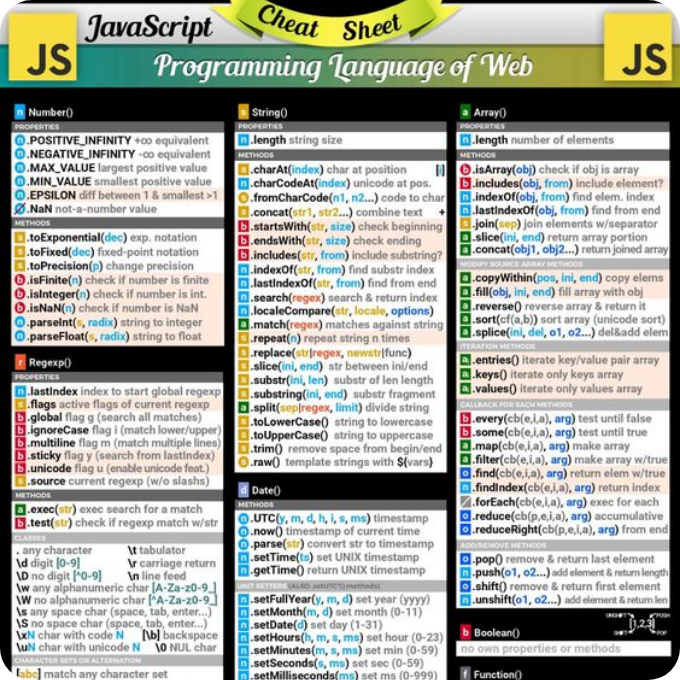 JS
JavaScript
Cheat Sheet
JS
Programming Language of Web
n Number()
PROPERTIES
n .POSITIVE_INFINITY +∞ equivalent
n .NEGATIVE_INFINITY -∞ equivalent
n .MAX_VALUE largest positive value
n .MIN_VALUE smallest positive value
n .EPSILON diff between 1 & smallest >1
.NaN not-a-number value
METHODS
s .toExponential(dec) exp. notation
s .toFixed(dec) fixed-point notation
s .toPrecision(p) change precision
b .isFinite(n) check if number is finite
b .isInteger(n) check if number is int.
b .isNaN(n) check if number is NaN
n .parseInt(s, radix) string to integer
n .parseFloat(s, radix) string to float
r Regexp()
PROPERTIES
n .lastIndex index to start global regexp
s .flags active flags of current regexp
b .global flag g (search all matches)
b .ignoreCase flag i (match lower/upper)
b .multiline flag m (match multiple lines)
b .sticky flag y (search from lastIndex)
b .unicode flag u (enable unicode feat.)
s .source current regexp (w/o slashs)
METHODS
a .exec(str) exec search for a match
b .test(str) check if regexp match w/str
CLASSES
. any character \t tabulator
\d digit [0-9] \r carriage return
\D no digit [^0-9] \n line feed
\w any alphanumeric char [A-Za-z0-9_]
\W no alphanumeric char [^A-Za-z0-9_]
\s any space char (space, tab, enter...)
\S no space char (space, tab, enter...)
\xN char with code N [\b] backspace
\uN char with unicode N \0 NUL char
CHARACTER SETS OR ALTERNATION
[abc] match any character set
s String()
PROPERTIES
n .length string size
METHODS
s .charAt(index) char at position [i]
n .charCodeAt(index) unicode at pos.
s .fromCharCode(n1, n2...) code to char
s .concat(str1, str2...) combine text +
b .startsWith(str, size) check beginning
b .endsWith(str, size) check ending
b .includes(str, from) include substring?
n .indexOf(str, from) find substr index
n .lastIndexOf(str, from) find from end
n .search(regex) search & return index
n .localeCompare(str, locale, options)
a .match(regex) matches against string
s .repeat(n) repeat string n times
s .replace(str|regex, newstr|func)
s .slice(ini, end) str between ini/end
s .substr(ini, len) substr of len length
s .substring(ini, end) substr fragment
a .split(sep|regex, limit) divide string
s .toLowerCase() string to lowercase
s .toUpperCase() string to uppercase
s .trim() remove space from begin/end
s .raw() template strings with ${vars}
d Date()
METHODS
n .UTC(y, m, d, h, i, s, ms) timestamp
n .now() timestamp of current time
n .parse(str) convert str to timestamp
n .setTime(ts) set UNIX timestamp
n .getTime() return UNIX timestamp
UNIT SETTERS (ALSO .setUTC*() methods)
n .setFullYear(y, m, d) set year (yyyy)
n .setMonth(m, d) set month (0-11)
n .setDate(d) set day (1-31)
n .setHours(h, m, s, ms) set hour (0-23)
n .setMinutes(m, s, ms) set min (0-59)
n .setSeconds(s, ms) set sec (0-59)
n .setMilliseconds(ms) set ms (0-999)
a Array()
PROPERTIES
n .length number of elements
METHODS
b .isArray(obj) check if obj is array
b .includes(obj, from) include element?
n .indexOf(obj, from) find elem. index
n .lastIndexOf(obj, from) find from end
s .join(sep) join elements w/separator
a .slice(ini, end) return array portion
a .concat(obj1, obj2...) return joined array
MODIFY SOURCE ARRAY METHODS
a .copyWithin(pos, ini, end) copy elems
a .fill(obj, ini, end) fill array with obj
a .reverse() reverse array & return it
a .sort(cf(a,b)) sort array (unicode sort)
a .splice(ini, del, o1, o2...) del&add elem
ITERATION METHODS
a .entries() iterate key/value pair array
a .keys() iterate only keys array
a .values() iterate only values array
CALLBACK FOR EACH METHODS
b .every(cb(e,i,a), arg) test until false
b .some(cb(e,i,a), arg) test until true
a .map(cb(e,i,a), arg) make array
a .filter(cb(e,i,a), arg) make array w/true
o .find(cb(e,i,a), arg) return elem w/true
n .findIndex(cb(e,i,a), arg) return index
.forEach(cb(e,i,a), arg) exec for each
o .reduce(cb(p,e,i,a), arg) accumulative
o .reduceRight(cb(p,e,i,a), arg) from end
ADD/REMOVE METHODS
o .pop() remove & return last element
n .push(o1, o2...) add element & return length
o .shift() remove & return first element
n .unshift(o1, o2...) add element & return len
UNSHIFT PUSH
[1,2,3]
SHIFT POP
b Boolean()
no own properties or methods
f Function()